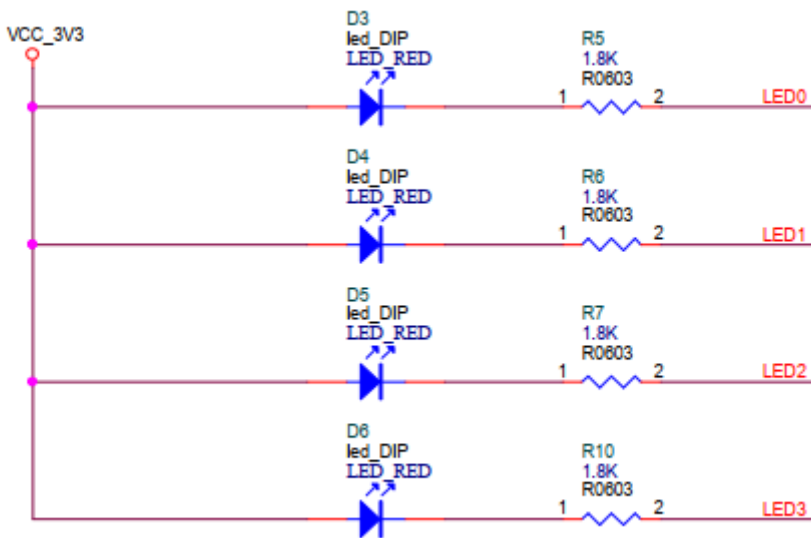 VCC_3V3
D3
led_DIP
LED_RED
R5
1.8K
R0603
1 2
LED0
D4
led_DIP
LED_RED
R6
1.8K
R0603
1 2
LED1
D5
led_DIP
LED_RED
R7
1.8K
R0603
1 2
LED2
D6
led_DIP
LED_RED
R10
1.8K
R0603
1 2
LED3